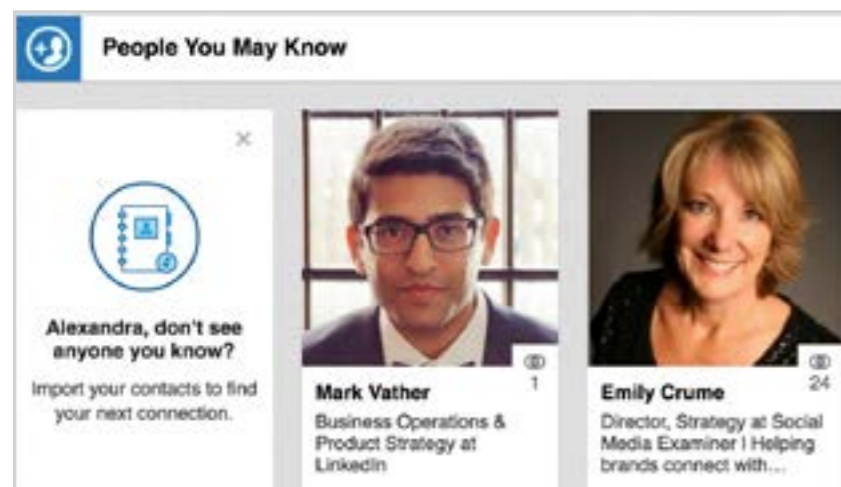 People You May Know
Alexandra, don't see
anyone you know?
Import your contacts to find
your next connection.
1
Mark Vather
Business Operations &
Product Strategy at
LinkedIn
24
Emily Crume
Director, Strategy at Social
Media Examiner | Helping
brands connect with...